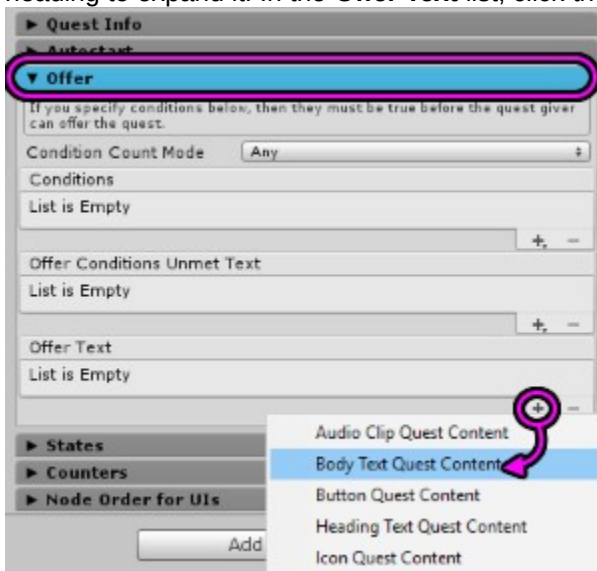 ▶ Quest Info
▶ Autostart
▼ Offer
If you specify conditions below, then they must be true before the quest giver
can offer the quest.
Condition Count Mode Any
Conditions
List is Empty
+ −
Offer Conditions Unmet Text
List is Empty
+ −
Offer Text
List is Empty
+ −
▶ States
▶ Counters
▶ Node Order for UIs
Add
Audio Clip Quest Content
Body Text Quest Content
Button Quest Content
Heading Text Quest Content
Icon Quest Content